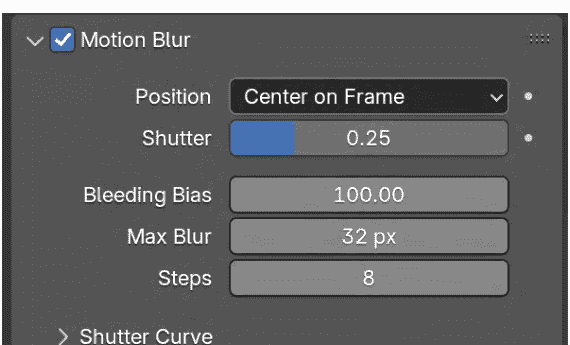 Motion Blur
Position Center on Frame
Shutter 0.25
Bleeding Bias 100.00
Max Blur 32 px
Steps 8
Shutter Curve